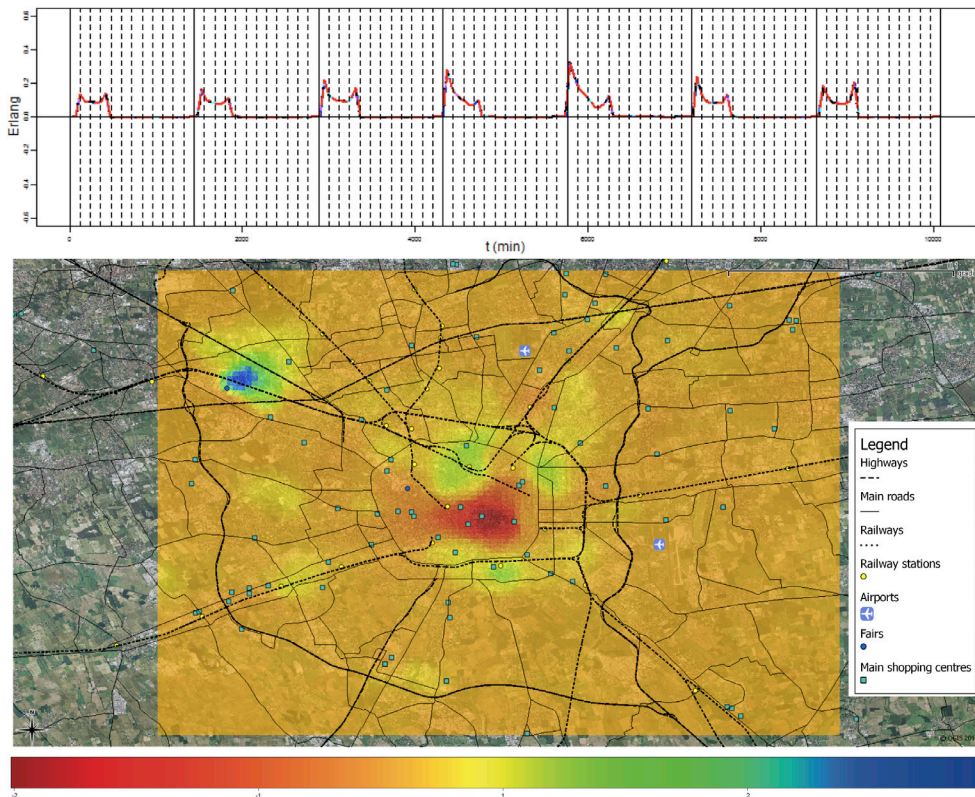 0.6
0.4
0.2
0.0
-0.2
-0.4
-0.6
Erlang
0 2000 4000 6000 8000 10000
t (min)
Legend
Highways
Main roads
Railways
Railway stations
Airports
Fairs
Main shopping centres
N
-2 -1 1 2